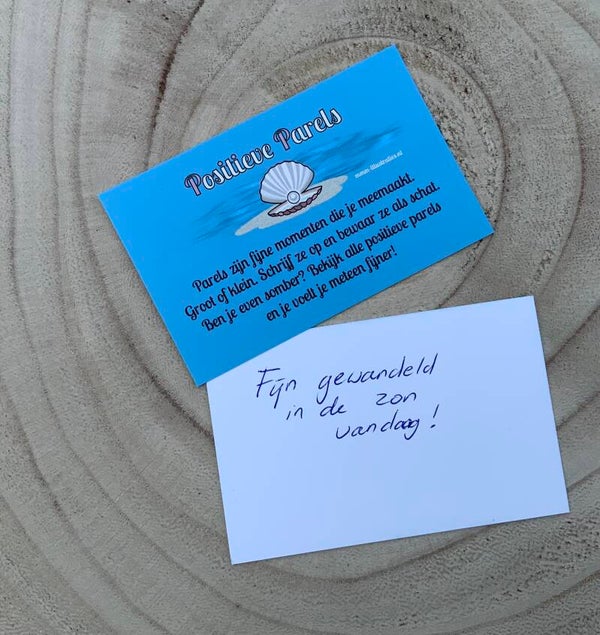 Positieve Parels
Parels zijn fijne momenten die je meemaakt.
Groot of klein. Schrijf ze op en bewaar ze als schat.
Ben je even somber? Bekijk alle positieve parels
en je voelt je meteen fijner!
Fijn gewandeld
in de zon
vandaag!